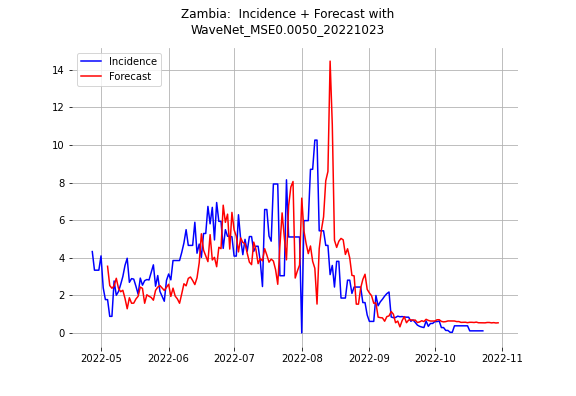 Zambia:  Incidence + Forecast with
WaveNet_MSE0.0050_20221023
Incidence
Forecast
14
12
10
8
6
4
2
0
2022-05 2022-06 2022-07 2022-08 2022-09 2022-10 2022-11